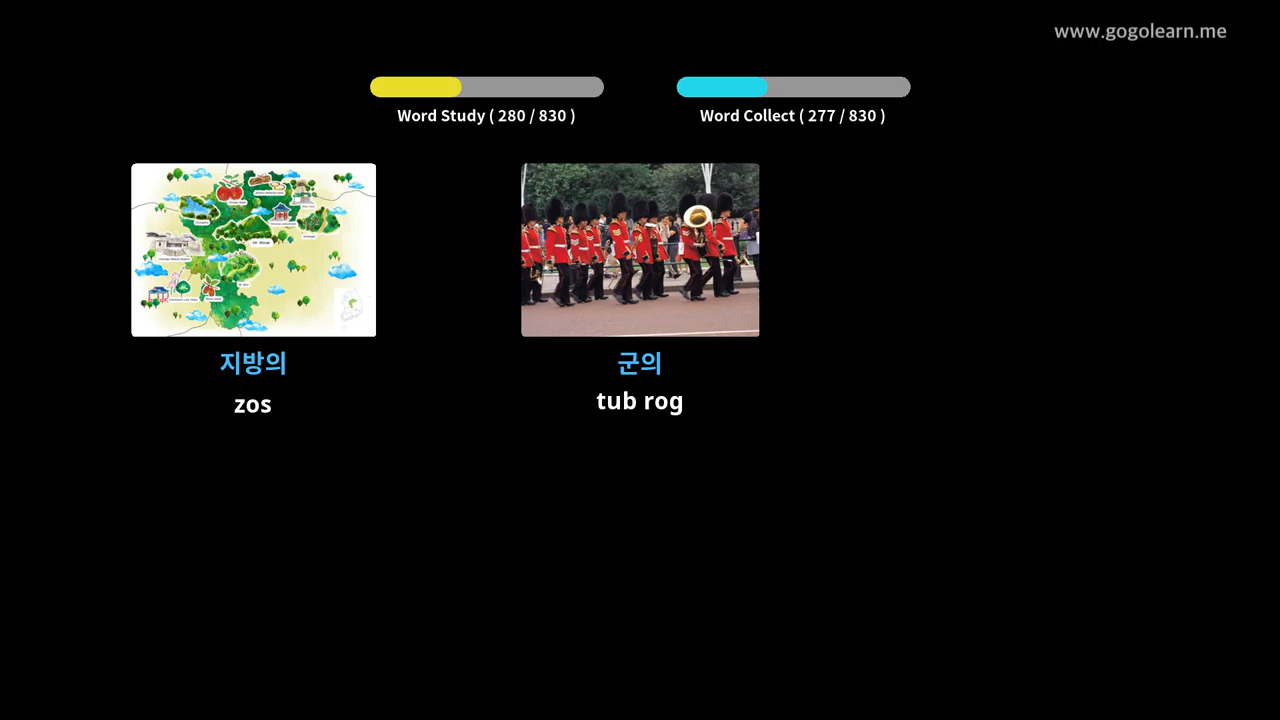 www.gogolearn.me
Word Study ( 280 / 830 )
Word Collect ( 277 / 830 )
지방의
군의
zos
tub rog